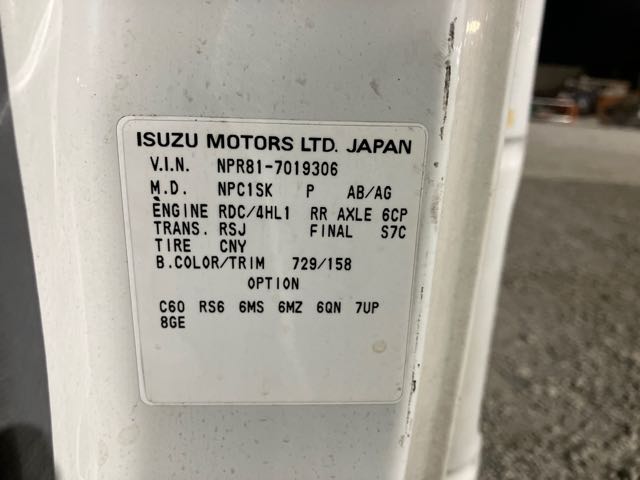 ISUZU MOTORS LTD. JAPAN
V.I.N. NPR81-7019306
M.D. NPC1SK P AB/AG
ENGINE RDC/4HL1 RR AXLE 6CP
TRANS. RSJ FINAL S7C
TIRE CNY
B.COLOR/TRIM 729/158
OPTION
C60 RS6 6MS 6MZ 6QN 7UP
8GE